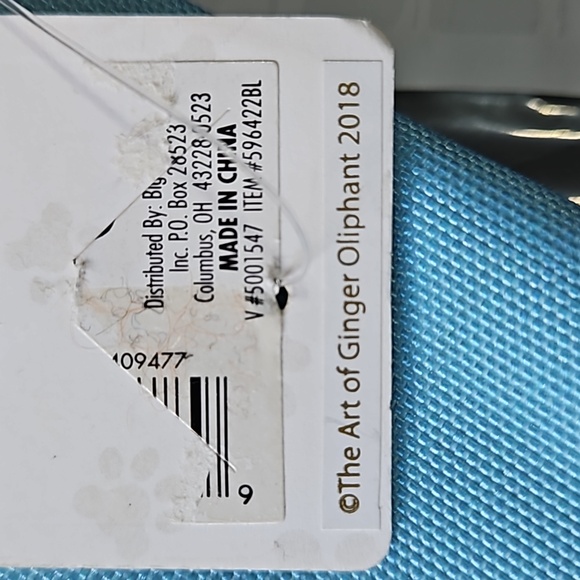 Distributed By: Big
Inc. P.O. Box 28523
Columbus, OH 43228-0523
MADE IN CHINA
V #5001547 ITEM #596422BL
409477
9
©The Art of Ginger Oliphant 2018